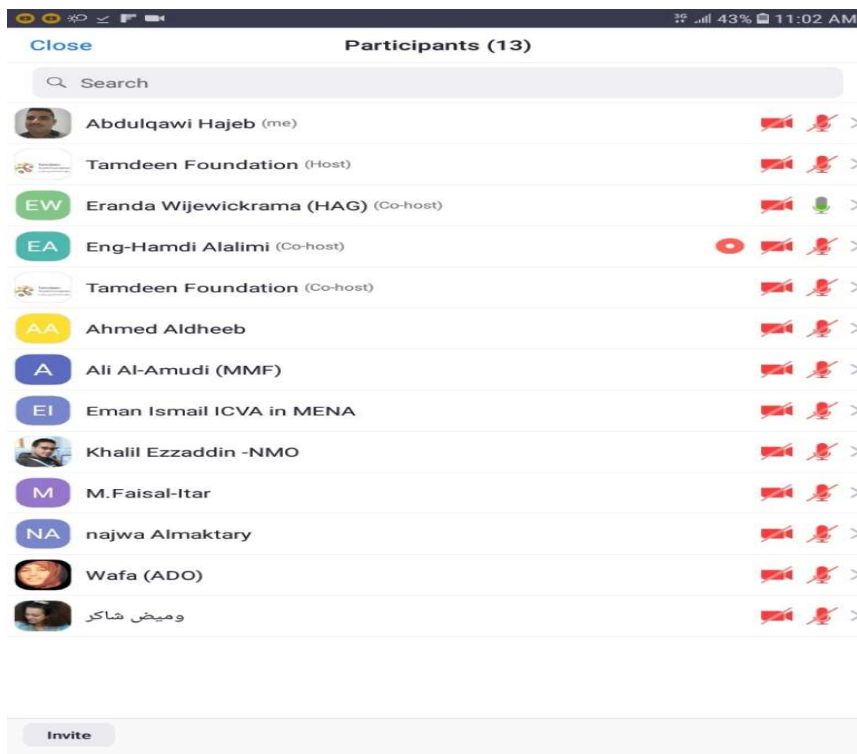 43% 11:02 AM
Close Participants (13)
Search
Abdulqawi Hajeb (me)
Tamdeen Foundation (Host)
EW Eranda Wijewickrama (HAG) (Co-host)
EA Eng-Hamdi Alalimi (Co-host)
Tamdeen Foundation (Co-host)
AA Ahmed Aldheeb
A Ali Al-Amudi (MMF)
EI Eman Ismail ICVA in MENA
Khalil Ezzaddin -NMO
M M.Faisal-Itar
NA najwa Almaktary
Wafa (ADO)
وميض شاكر
Invite